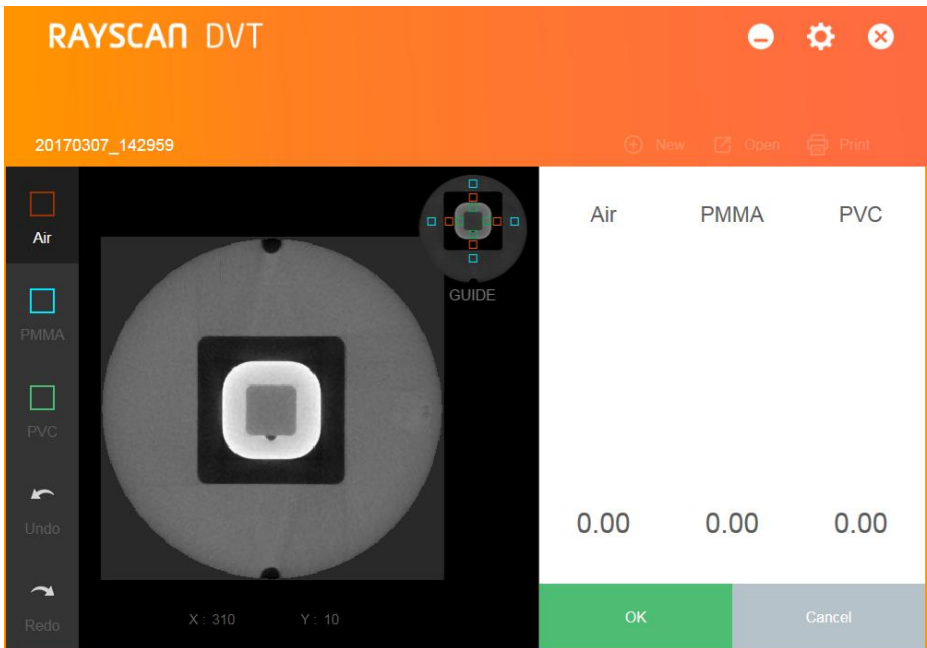 RAYSCAN DVT
20170307_142959
New Open Print
Air
PMMA
PVC
Undo
Redo
GUIDE
X : 310 Y : 10
Air PMMA PVC
0.00 0.00 0.00
OK Cancel